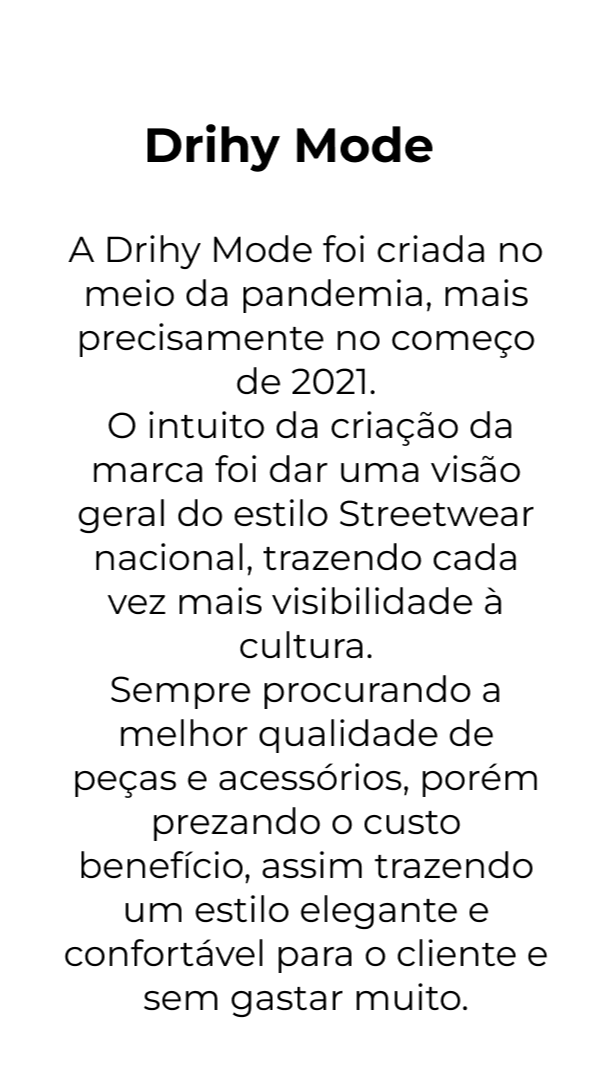 Drihy Mode
A Drihy Mode foi criada no
meio da pandemia, mais
precisamente no começo
de 2021.
O intuito da criação da
marca foi dar uma visão
geral do estilo Streetwear
nacional, trazendo cada
vez mais visibilidade à
cultura.
Sempre procurando a
melhor qualidade de
peças e acessórios, porém
prezando o custo
benefício, assim trazendo
um estilo elegante e
confortável para o cliente e
sem gastar muito.